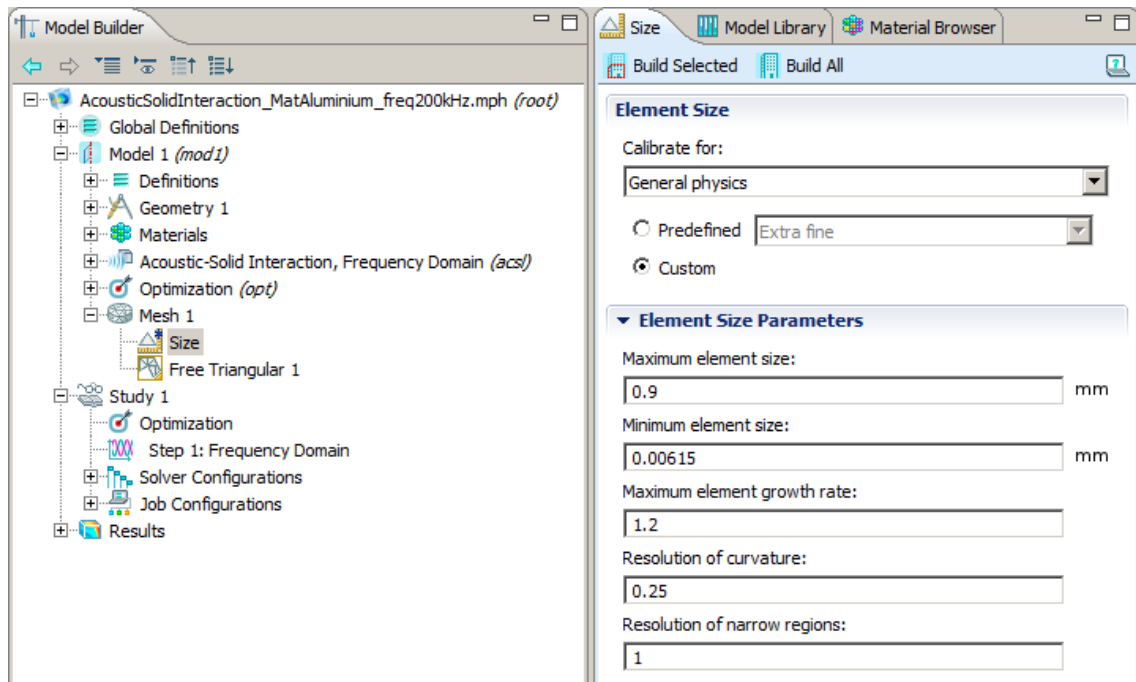 Model Builder
AcousticSolidInteraction_MatAluminium_freq200kHz.mph (root)
Global Definitions
Model 1 (mod1)
Definitions
Geometry 1
Materials
Acoustic-Solid Interaction, Frequency Domain (acsl)
Optimization (opt)
Mesh 1
Size
Free Triangular 1
Study 1
Optimization
Step 1: Frequency Domain
Solver Configurations
Job Configurations
Results
Size Model Library Material Browser
Build Selected Build All
Element Size
Calibrate for:
General physics
Predefined Extra fine
Custom
Element Size Parameters
Maximum element size:
0.9 mm
Minimum element size:
0.00615 mm
Maximum element growth rate:
1.2
Resolution of curvature:
0.25
Resolution of narrow regions:
1